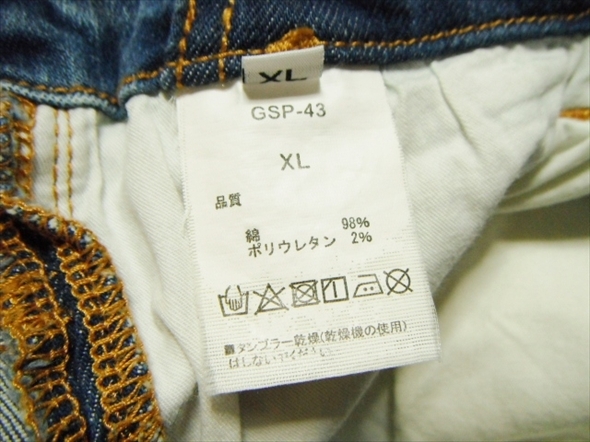 XL
GSP-43
XL
品質
綿 98%
ポリウレタン 2%
■タンブラー乾燥(乾燥機の使用)
はしないでください。